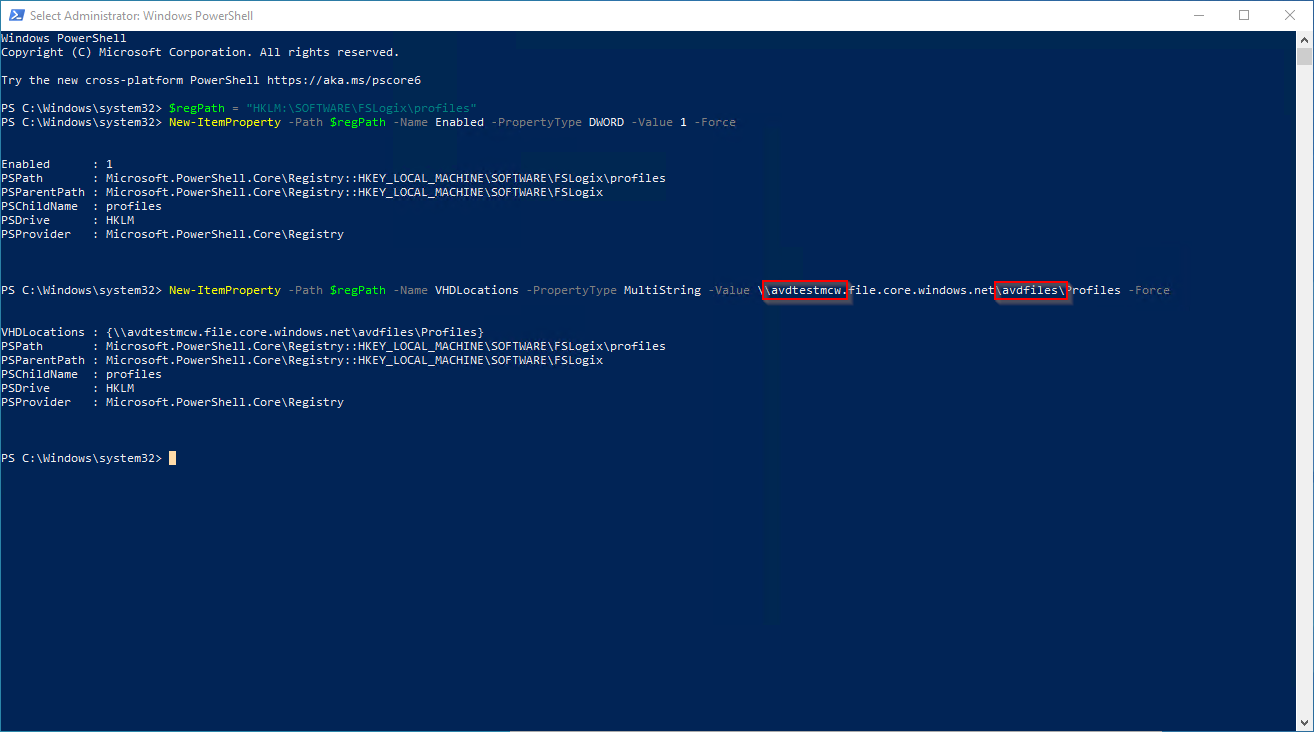 Select Administrator: Windows PowerShell
Windows PowerShell
Copyright (C) Microsoft Corporation. All rights reserved.
Try the new cross-platform PowerShell https://aka.ms/pscore6
PS C:\Windows\system32> $regPath = "HKLM:\SOFTWARE\FSLogix\profiles"
PS C:\Windows\system32> New-ItemProperty -Path $regPath -Name Enabled -PropertyType DWORD -Value 1 -Force
Enabled      : 1
PSPath       : Microsoft.PowerShell.Core\Registry::HKEY_LOCAL_MACHINE\SOFTWARE\FSLogix\profiles
PSParentPath : Microsoft.PowerShell.Core\Registry::HKEY_LOCAL_MACHINE\SOFTWARE\FSLogix
PSChildName  : profiles
PSDrive      : HKLM
PSProvider   : Microsoft.PowerShell.Core\Registry
PS C:\Windows\system32> New-ItemProperty -Path $regPath -Name VHDLocations -PropertyType MultiString -Value \\avdtestmcw.file.core.windows.net\avdfiles\Profiles -Force
VHDLocations : {\\avdtestmcw.file.core.windows.net\avdfiles\Profiles}
PSPath       : Microsoft.PowerShell.Core\Registry::HKEY_LOCAL_MACHINE\SOFTWARE\FSLogix\profiles
PSParentPath : Microsoft.PowerShell.Core\Registry::HKEY_LOCAL_MACHINE\SOFTWARE\FSLogix
PSChildName  : profiles
PSDrive      : HKLM
PSProvider   : Microsoft.PowerShell.Core\Registry
PS C:\Windows\system32>